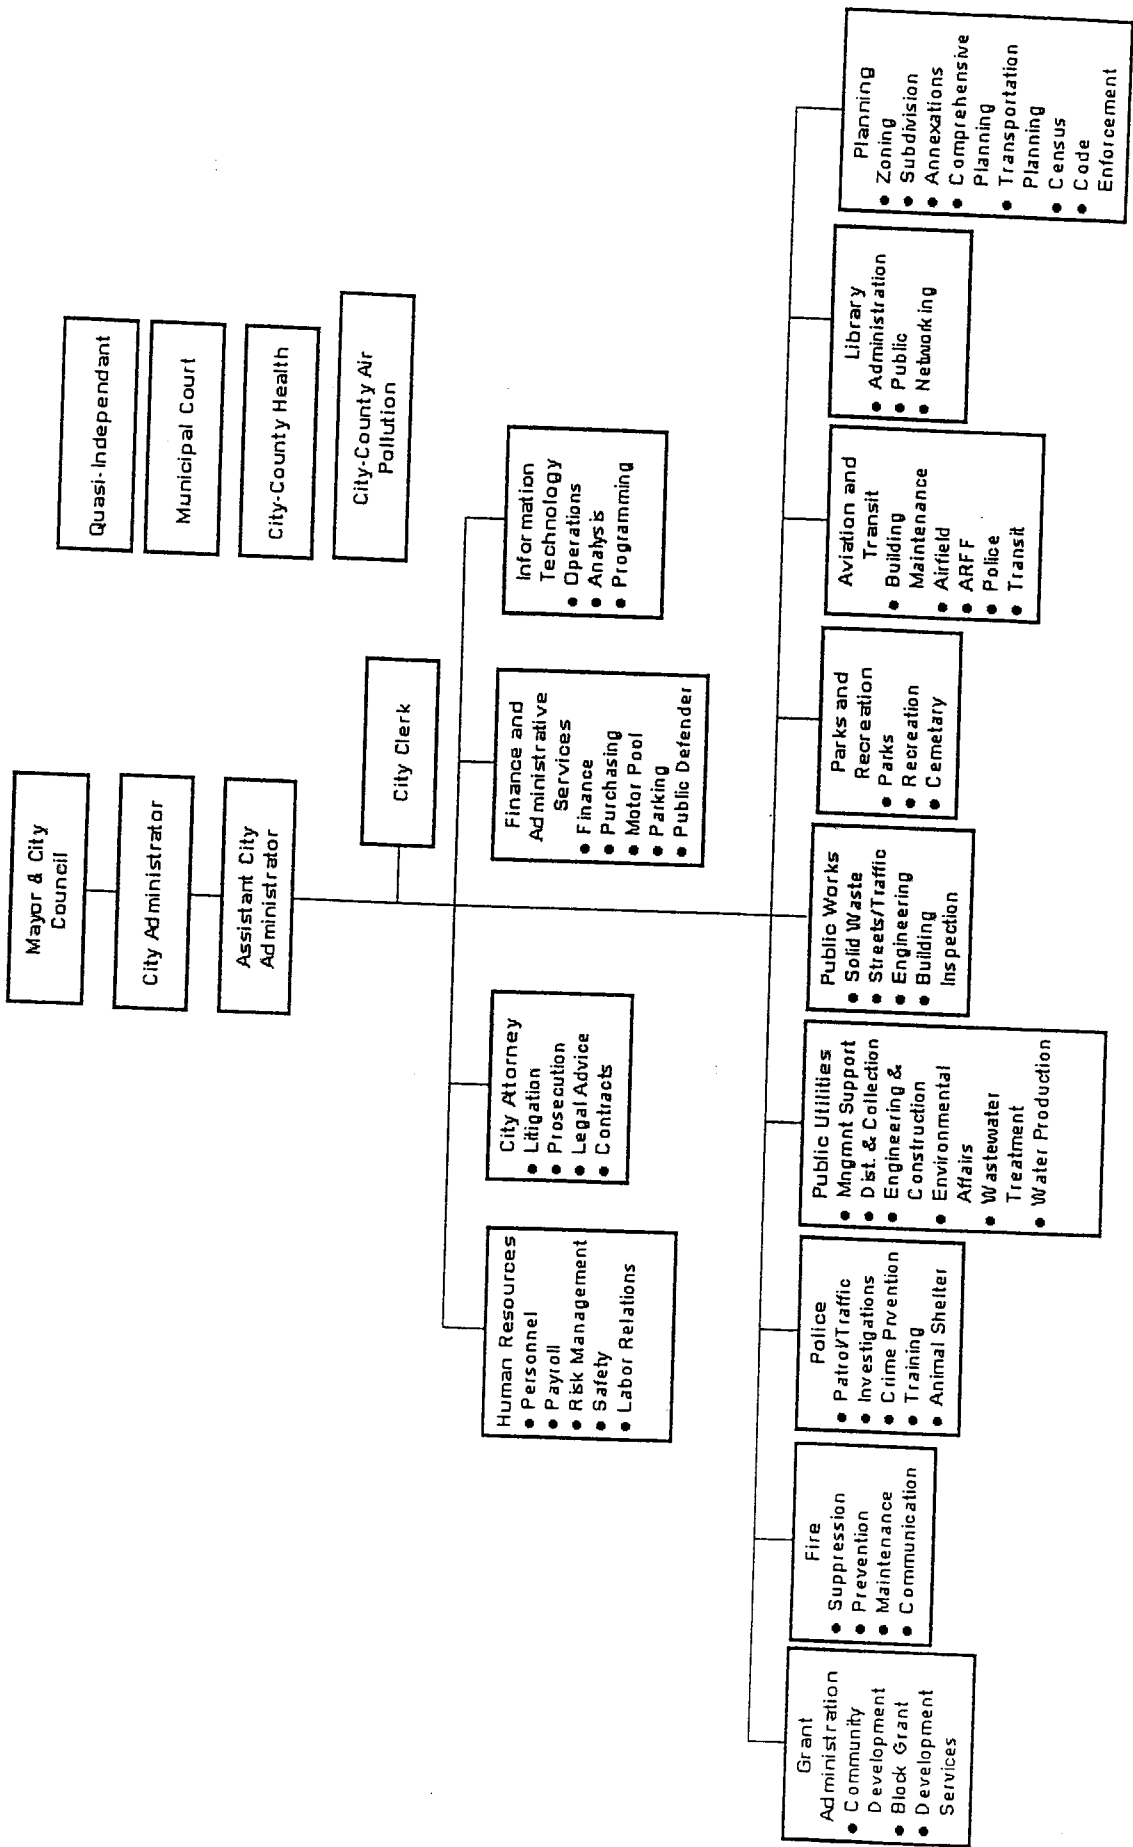 Mayor & City
Council
City Administrator
Assistant City
Administrator
City Clerk
Quasi-Independant
Municipal Court
City-County Health
City-County Air
Pollution
Human Resources
● Personnel
● Payroll
● Risk Management
● Safety
● Labor Relations
City Attorney
● Litigation
● Prosecution
● Legal Advice
● Contracts
Finance and
Administrative
Services
● Finance
● Purchasing
● Motor Pool
● Parking
● Public Defender
Information
Technology
● Operations
● Analysis
● Programming
Grant
Administration
● Community
Development
● Block Grant
● Development
Services
Fire
● Suppression
● Prevention
● Maintenance
● Communication
Police
● Patrol/Traffic
● Investigations
● Crime Prvention
● Training
● Animal Shelter
Public Utilities
● Mngmnt Support
● Dist. & Collection
● Engineering &
Construction
● Environmental
Affairs
● Wastewater
Treatment
● Water Production
Public Works
● Solid Waste
● Streets/Traffic
● Engineering
● Building
Inspection
Parks and
Recreation
● Parks
● Recreation
● Cemetary
Aviation and
Transit
● Building
Maintenance
● Airfield
● ARFF
● Police
● Transit
Library
● Administration
● Public
● Networking
Planning
● Zoning
● Subdivision
● Annexations
● Comprehensive
Planning
● Transportation
Planning
● Census
● Code
Enforcement